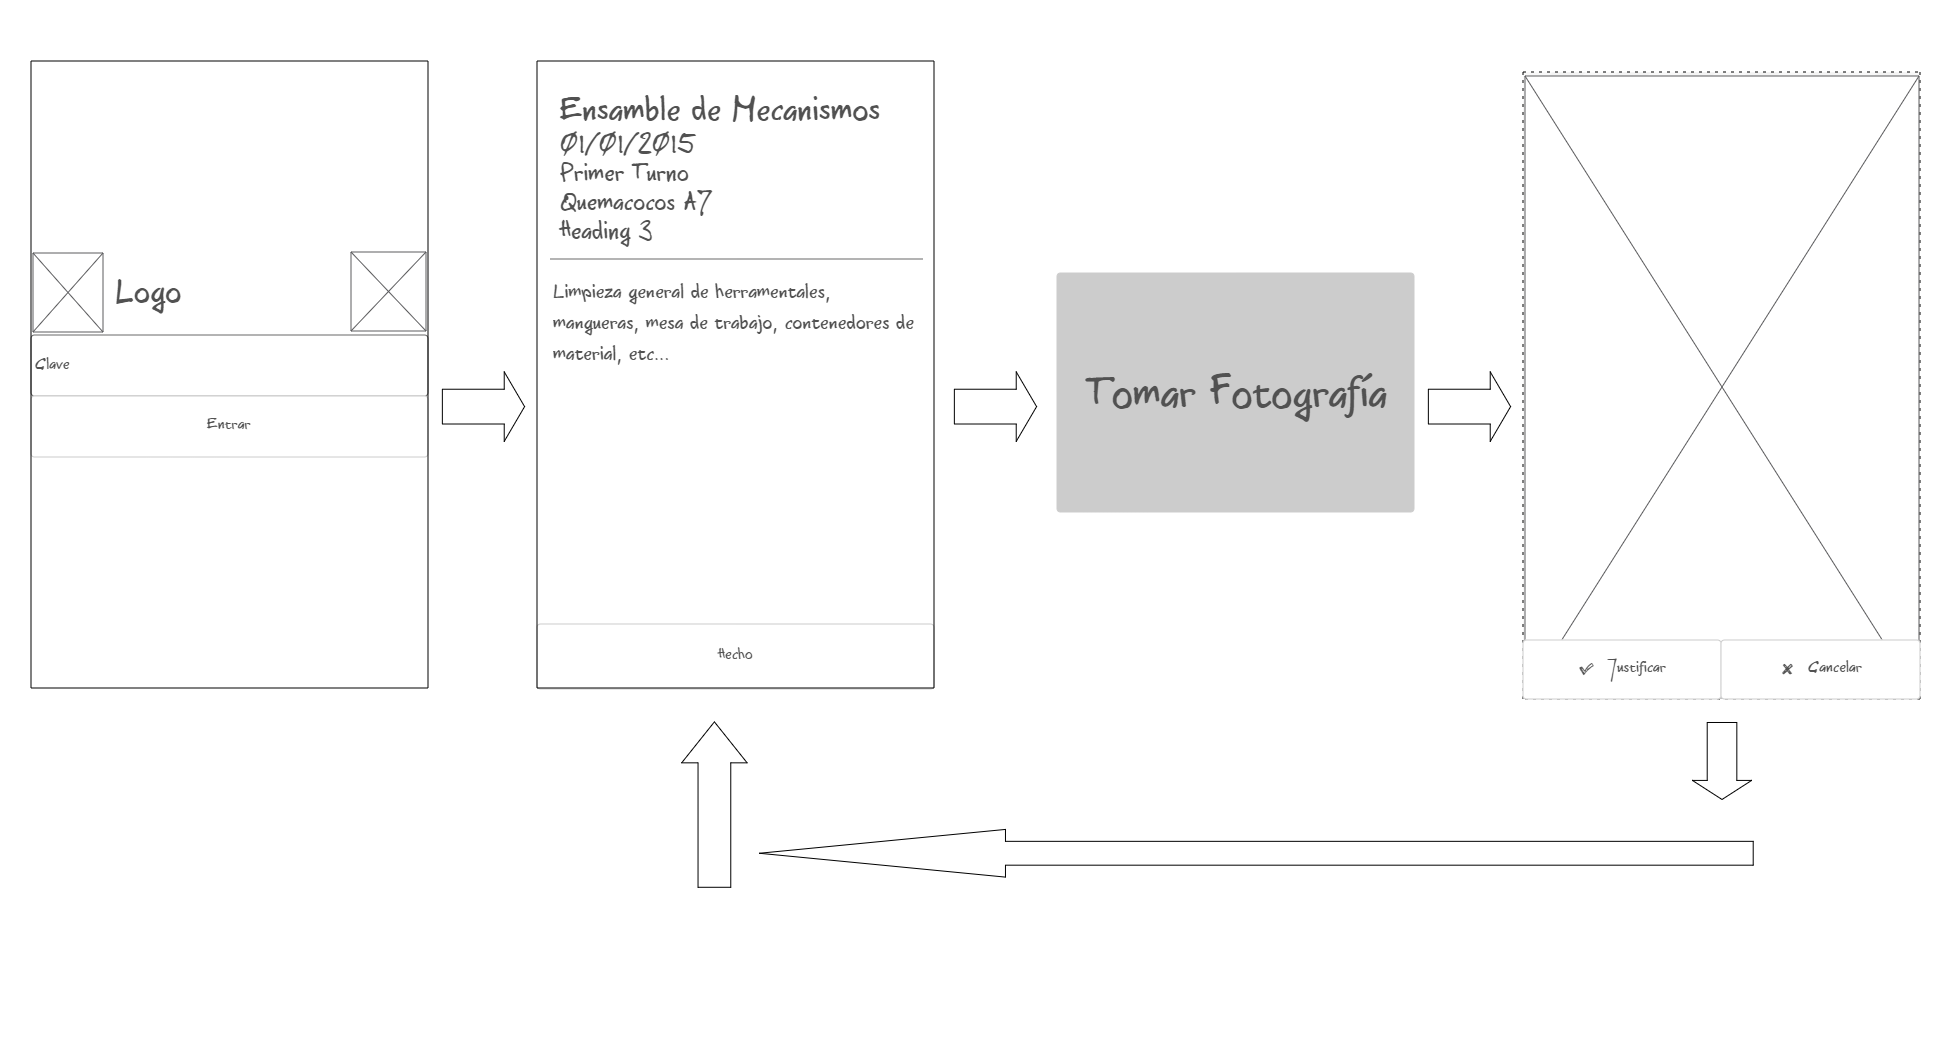 Logo
Clave
Entrar
Ensamble de Mecanismos
01/01/2015
Primer Turno
Quemacocos A7
Heading 3
Limpieza general de herramentales,
mangueras, mesa de trabajo, contenedores de
material, etc...
Hecho
Tomar Fotografía
Justificar
Cancelar